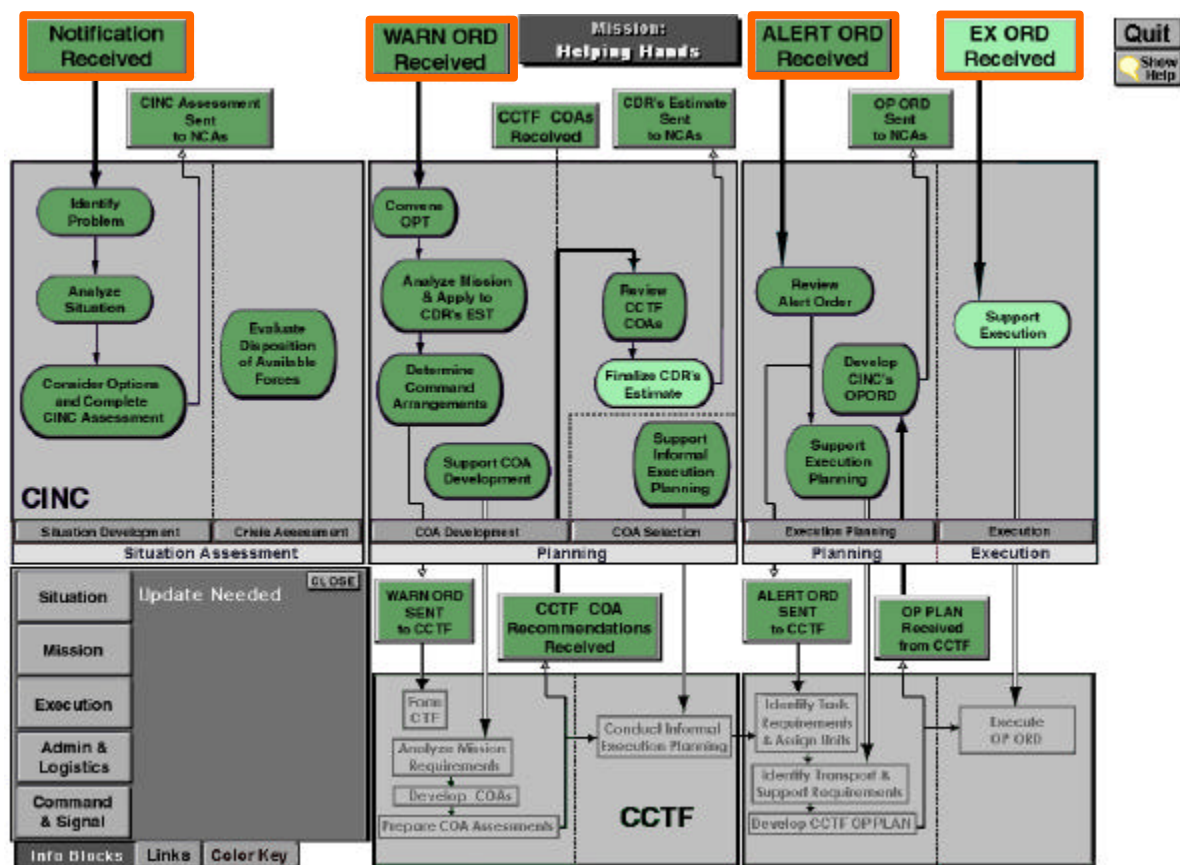 Notification
Received
WARN ORD
Received
Mission:
Helping Hands
ALERT ORD
Received
EX ORD
Received
Quit
Show
Help
CINC Assessment
Sent
to NCAs
CCTF COAs
Received
CDR's Estimate
Sent
to NCAs
OP ORD
Sent
to NCAs
Identify
Problem
Analyze
Situation
Consider Options
and Complete
CINC Assessment
Evaluate
Disposition
of Available
Forces
CINC
Situation Development
Crisis Assessment
Situation Assessment
Convene
OPT
Analyze Mission
& Apply to
CDR's EST
Determine
Command
Arrangements
Support COA
Development
Review
CCTF
COAs
Finalize CDR's
Estimate
Support
Informal
Execution
Planning
COA Development
COA Selection
Planning
Review
Alert Order
Develop
CINC's
OPORD
Support
Execution
Planning
Support
Execution
Execution Planning
Execution
Planning
Execution
Situation
Mission
Execution
Admin &
Logistics
Command
& Signal
Update Needed
CLOSE
Info Blocks
Links
Color Key
WARN ORD
SENT
to CCTF
CCTF COA
Recommendations
Received
ALERT ORD
SENT
to CCTF
OP PLAN
Received
from CCTF
Form
CTF
Analyze Mission
Requirements
Develop COAs
Prepare COA Assessments
Conduct Informal
Execution Planning
CCTF
Identify Task
Requirements
& Assign Units
Identify Transport &
Support Requirements
Develop CCTF OP PLAN
Execute
OP ORD